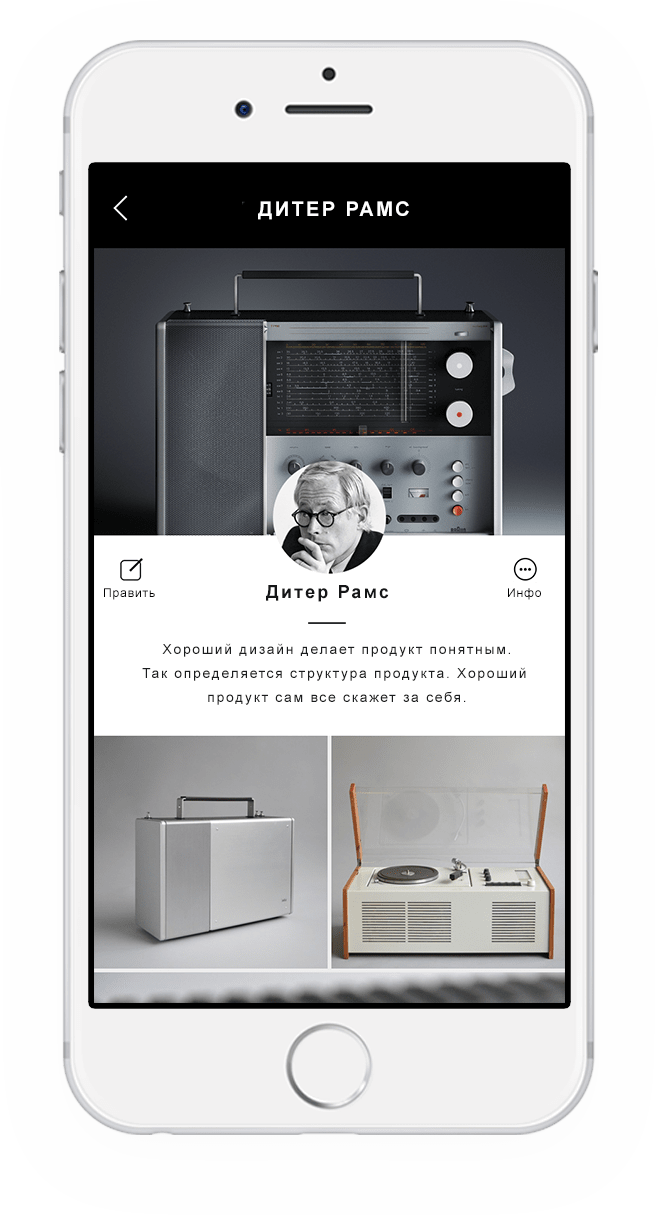 ДИТЕР РАМС
Править
Дитер Рамс
Инфо
Хороший дизайн делает продукт понятным.
Так определяется структура продукта. Хороший
продукт сам все скажет за себя.